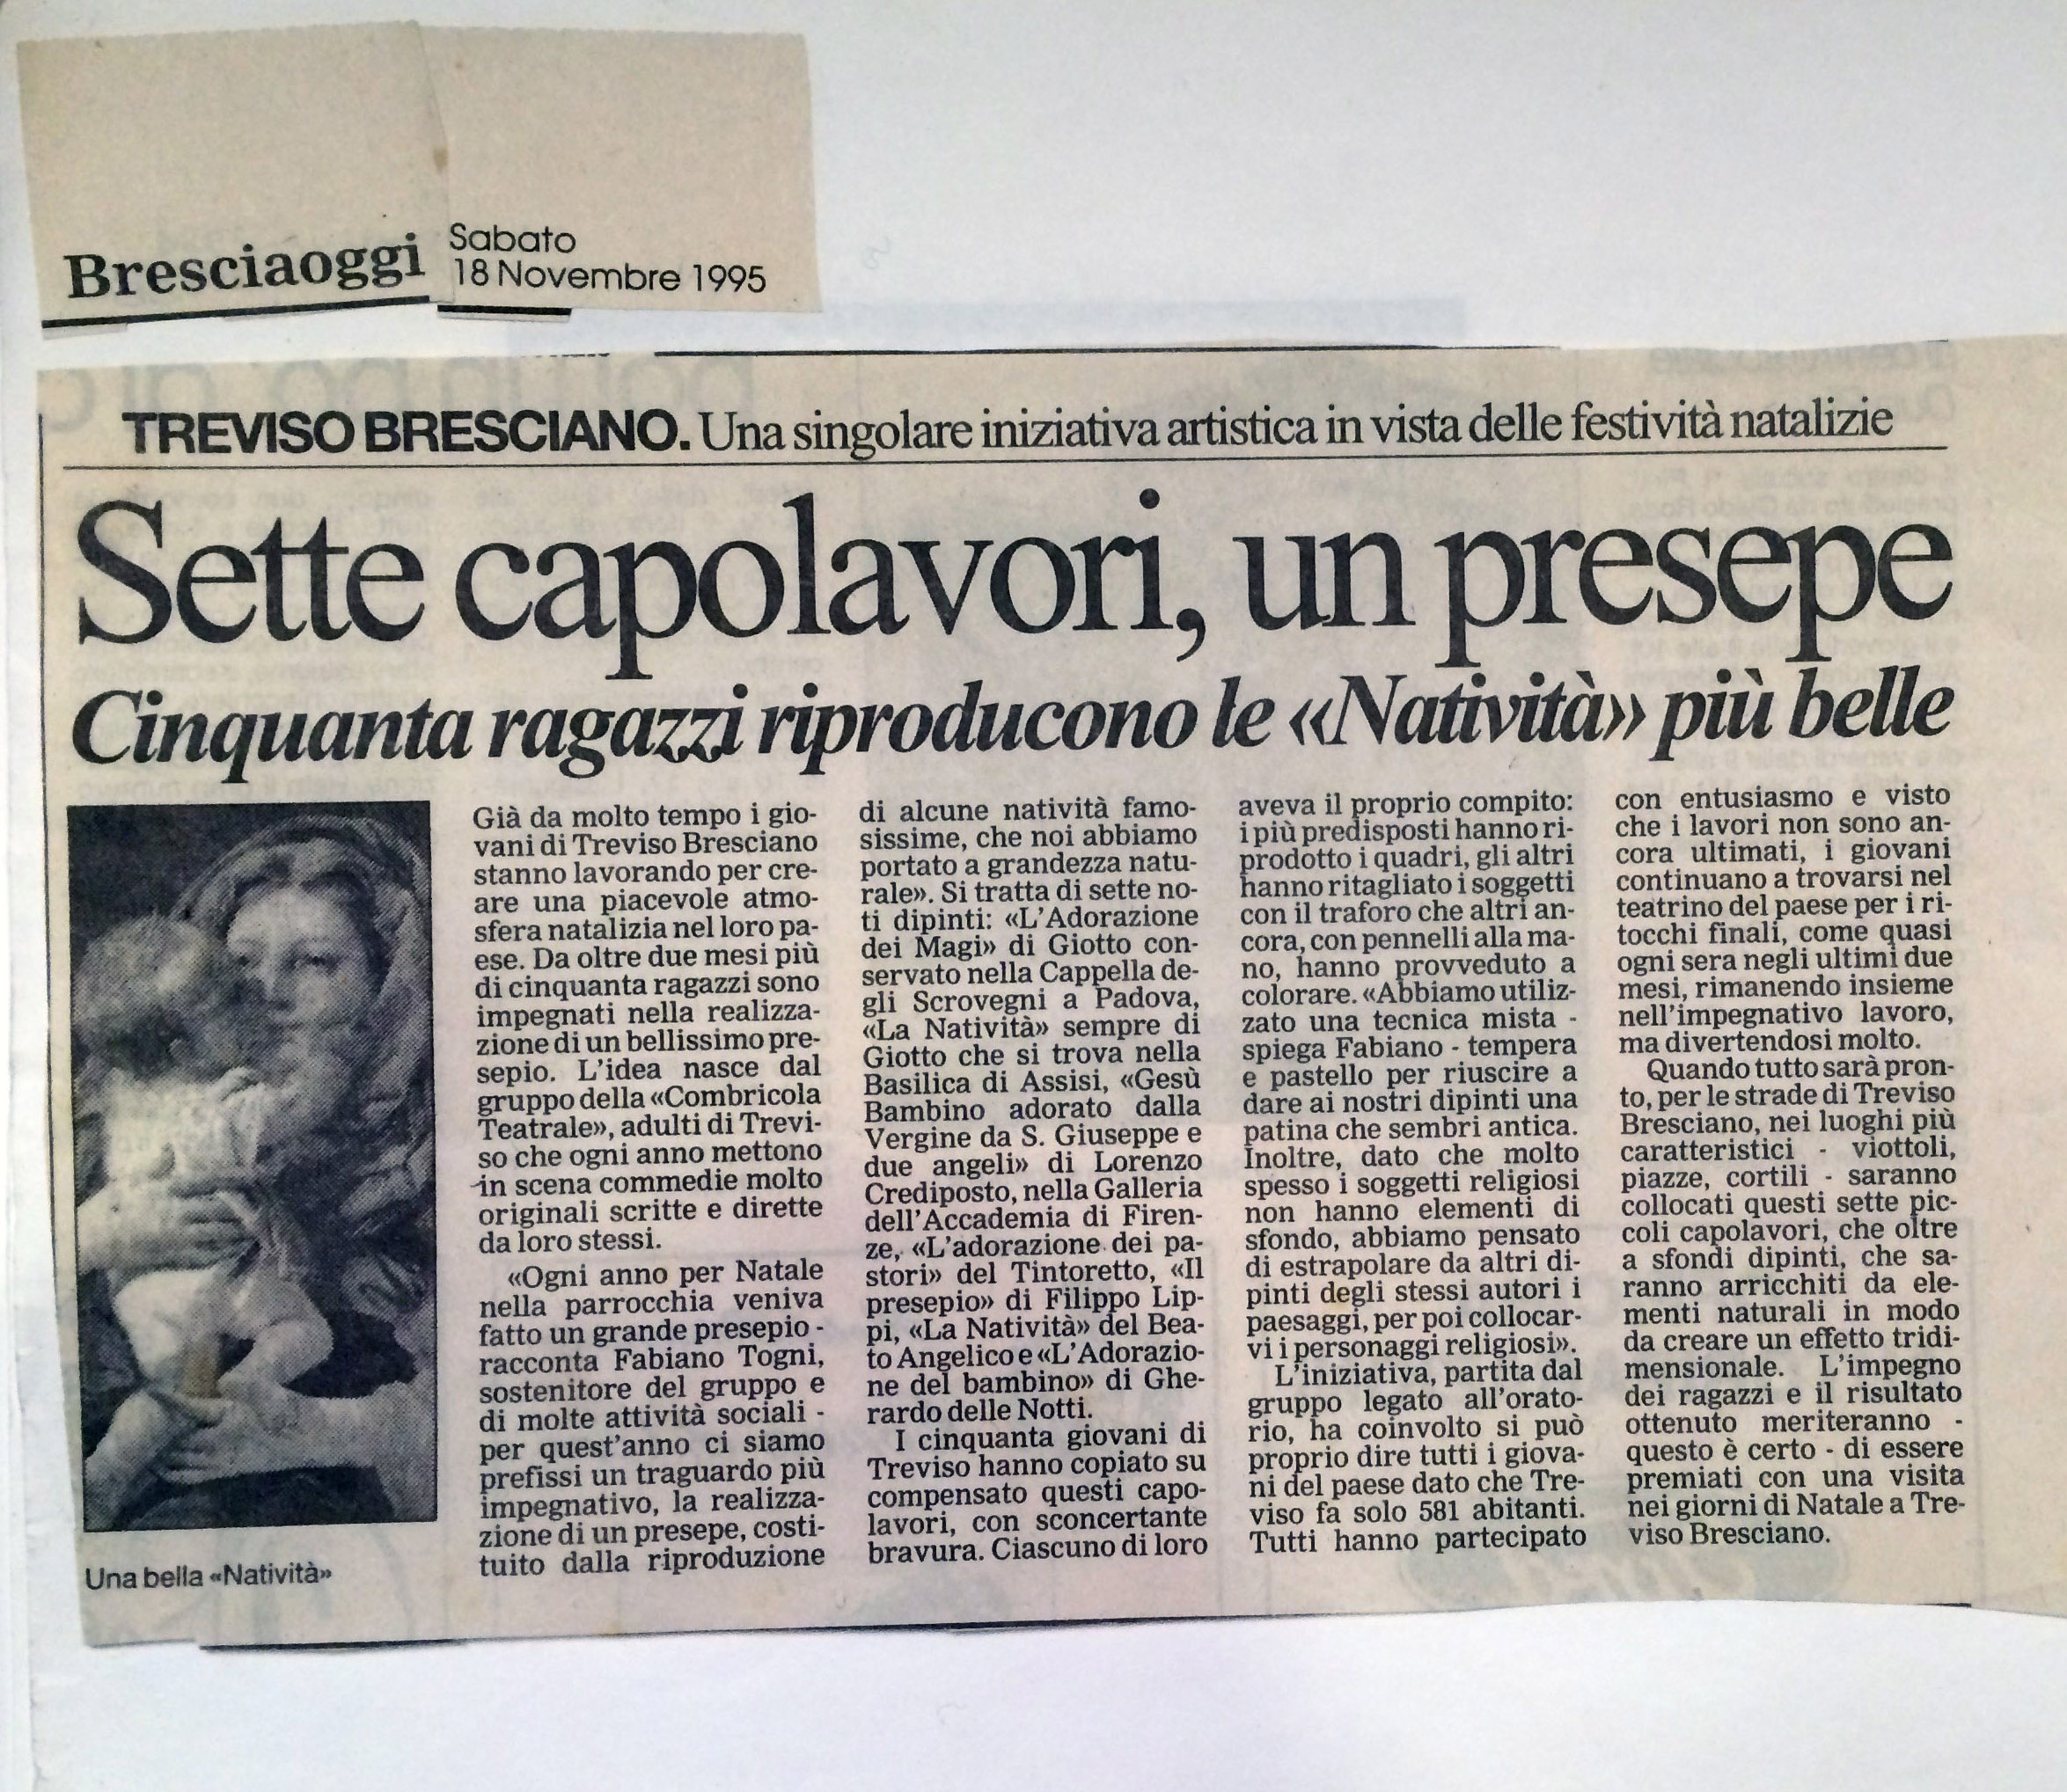 Bresciaoggi
Sabato
18 Novembre 1995
TREVISO BRESCIANO. Una singolare iniziativa artistica in vista delle festività natalizie
Sette capolavori, un presepe
Cinquanta ragazzi riproducono le «Natività» più belle
Una bella «Natività»
Già da molto tempo i gio-
vani di Treviso Bresciano
stanno lavorando per cre-
are una piacevole atmo-
sfera natalizia nel loro pa-
ese. Da oltre due mesi più
di cinquanta ragazzi sono
impegnati nella realizza-
zione di un bellissimo pre-
sepio. L'idea nasce dal
gruppo della «Combricola
Teatrale», adulti di Trevi-
so che ogni anno mettono
in scena commedie molto
originali scritte e dirette
da loro stessi.
«Ogni anno per Natale
nella parrocchia veniva
fatto un grande presepio -
racconta Fabiano Togni,
sostenitore del gruppo e
di molte attività sociali -
per quest'anno ci siamo
prefissi un traguardo più
impegnativo, la realizza-
zione di un presepe, costi-
tuito dalla riproduzione
di alcune natività famo-
sissime, che noi abbiamo
portato a grandezza natu-
rale». Si tratta di sette no-
ti dipinti: «L'Adorazione
dei Magi» di Giotto con-
servato nella Cappella de-
gli Scrovegni a Padova,
«La Natività» sempre di
Giotto che si trova nella
Basilica di Assisi, «Gesù
Bambino adorato dalla
Vergine da S. Giuseppe e
due angeli» di Lorenzo
Crediposto, nella Galleria
dell'Accademia di Firen-
ze, «L'adorazione dei pa-
stori» del Tintoretto, «Il
presepio» di Filippo Lip-
pi, «La Natività» del Bea-
to Angelico e «L'Adorazio-
ne del bambino» di Ghe-
rardo delle Notti.
I cinquanta giovani di
Treviso hanno copiato su
compensato questi capo-
lavori, con sconcertante
bravura. Ciascuno di loro
aveva il proprio compito:
i più predisposti hanno ri-
prodotto i quadri, gli altri
hanno ritagliato i soggetti
con il traforo che altri an-
cora, con pennelli alla ma-
no, hanno provveduto a
colorare. «Abbiamo utiliz-
zato una tecnica mista -
spiega Fabiano - tempera
e pastello per riuscire a
dare ai nostri dipinti una
patina che sembri antica.
Inoltre, dato che molto
spesso i soggetti religiosi
non hanno elementi di
sfondo, abbiamo pensato
di estrapolare da altri di-
pinti degli stessi autori i
paesaggi, per poi collocar-
vi i personaggi religiosi».
L'iniziativa, partita dal
gruppo legato all'orato-
rio, ha coinvolto si può
proprio dire tutti i giova-
ni del paese dato che Tre-
viso fa solo 581 abitanti.
Tutti hanno partecipato
con entusiasmo e visto
che i lavori non sono an-
cora ultimati, i giovani
continuano a trovarsi nel
teatrino del paese per i ri-
tocchi finali, come quasi
ogni sera negli ultimi due
mesi, rimanendo insieme
nell'impegnativo lavoro,
ma divertendosi molto.
Quando tutto sarà pron-
to, per le strade di Treviso
Bresciano, nei luoghi più
caratteristici - viottoli,
piazze, cortili - saranno
collocati questi sette pic-
coli capolavori, che oltre
a sfondi dipinti, che sa-
ranno arricchiti da ele-
menti naturali in modo
da creare un effetto tridi-
mensionale. L'impegno
dei ragazzi e il risultato
ottenuto meriteranno -
questo è certo - di essere
premiati con una visita
nei giorni di Natale a Tre-
viso Bresciano.